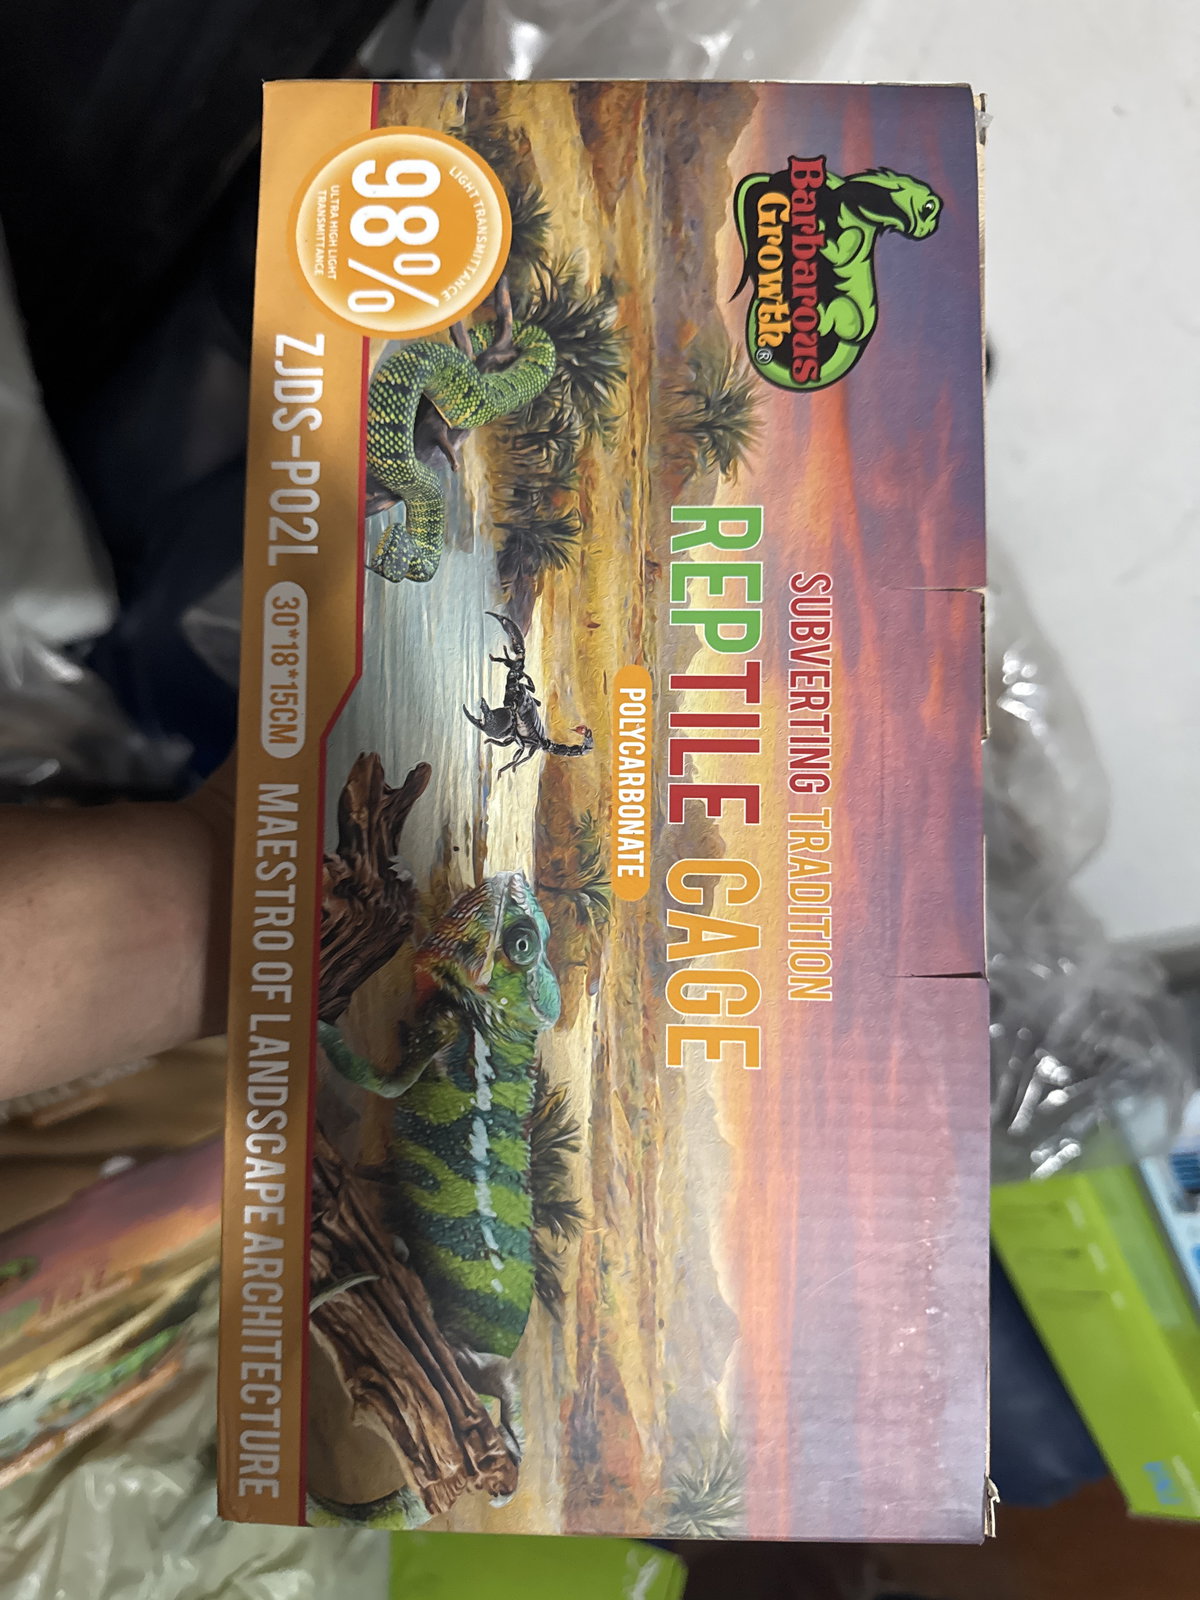 Barbarous
Growth®
SUBVERTING TRADITION
REPTILE CAGE
POLYCARBONATE
LIGHT TRANSMITTANCE
98%
ULTRA HIGH LIGHT
TRANSMITTANCE
ZJDS-P02L 30*18*15CM MAESTRO OF LANDSCAPE ARCHITECTURE